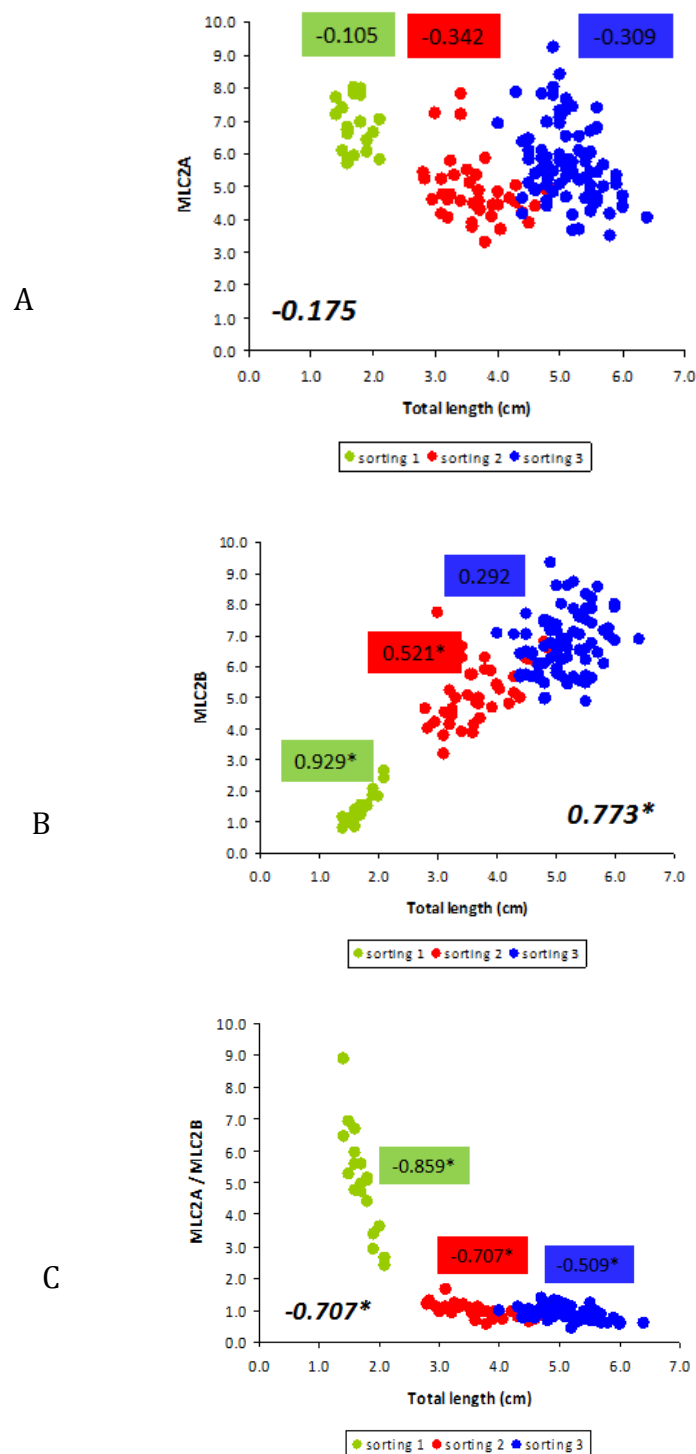 -0.105 -0.342 -0.309
10.0
9.0
8.0
7.0
6.0
5.0
4.0
3.0
2.0
1.0
0.0
MLC2A
A
-0.175
0.0 1.0 2.0 3.0 4.0 5.0 6.0 7.0
Total length (cm)
sorting 1 sorting 2 sorting 3
10.0
9.0
8.0
7.0
6.0
5.0
4.0
3.0
2.0
1.0
0.0
MLC2B
0.292
0.521*
0.929*
B
0.773*
0.0 1.0 2.0 3.0 4.0 5.0 6.0 7.0
Total length (cm)
sorting 1 sorting 2 sorting 3
10.0
9.0
8.0
7.0
6.0
5.0
4.0
3.0
2.0
1.0
0.0
MLC2A / MLC2B
-0.859*
-0.707* -0.509*
C
-0.707*
0.0 1.0 2.0 3.0 4.0 5.0 6.0 7.0
Total length (cm)
sorting 1 sorting 2 sorting 3